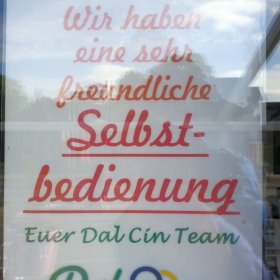 Wir haben
eine sehr
freundliche
Selbst-
bedienung
Euer Dal Cin Team